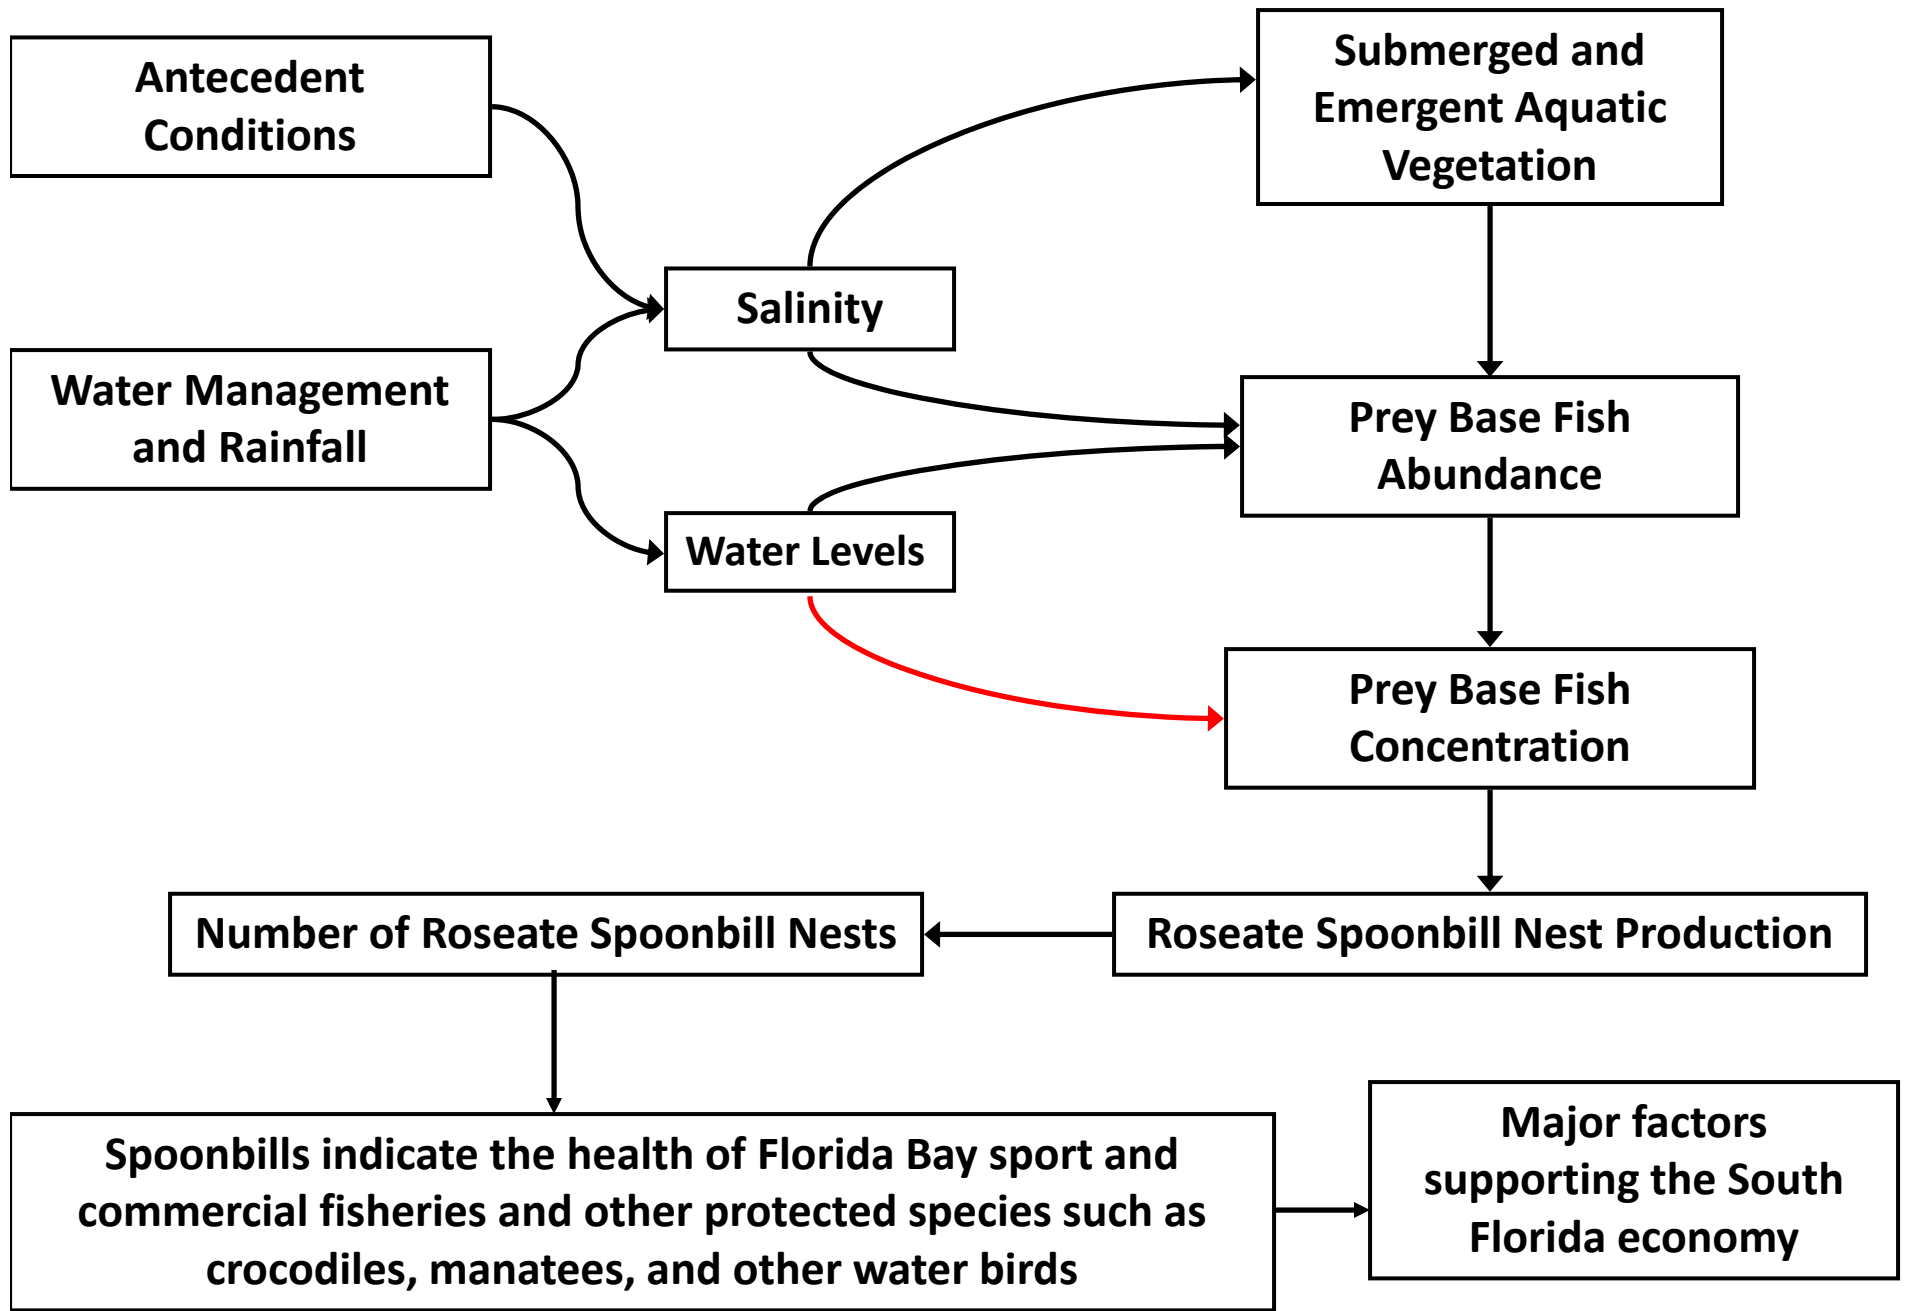 Antecedent
Conditions
Submerged and
Emergent Aquatic
Vegetation
Salinity
Water Management
and Rainfall
Prey Base Fish
Abundance
Water Levels
Prey Base Fish
Concentration
Number of Roseate Spoonbill Nests
Roseate Spoonbill Nest Production
Spoonbills indicate the health of Florida Bay sport and
commercial fisheries and other protected species such as
crocodiles, manatees, and other water birds
Major factors
supporting the South
Florida economy